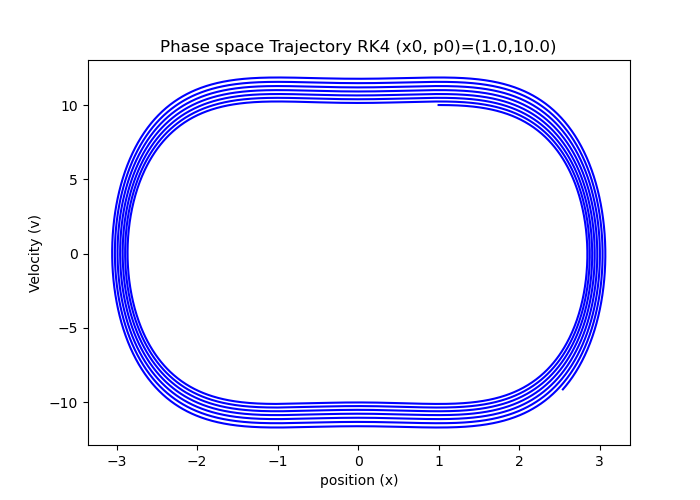 Phase space Trajectory RK4 (x0, p0)=(1.0,10.0)
10
5
0
−5
−10
Velocity (v)
−3 −2 −1 0 1 2 3
position (x)